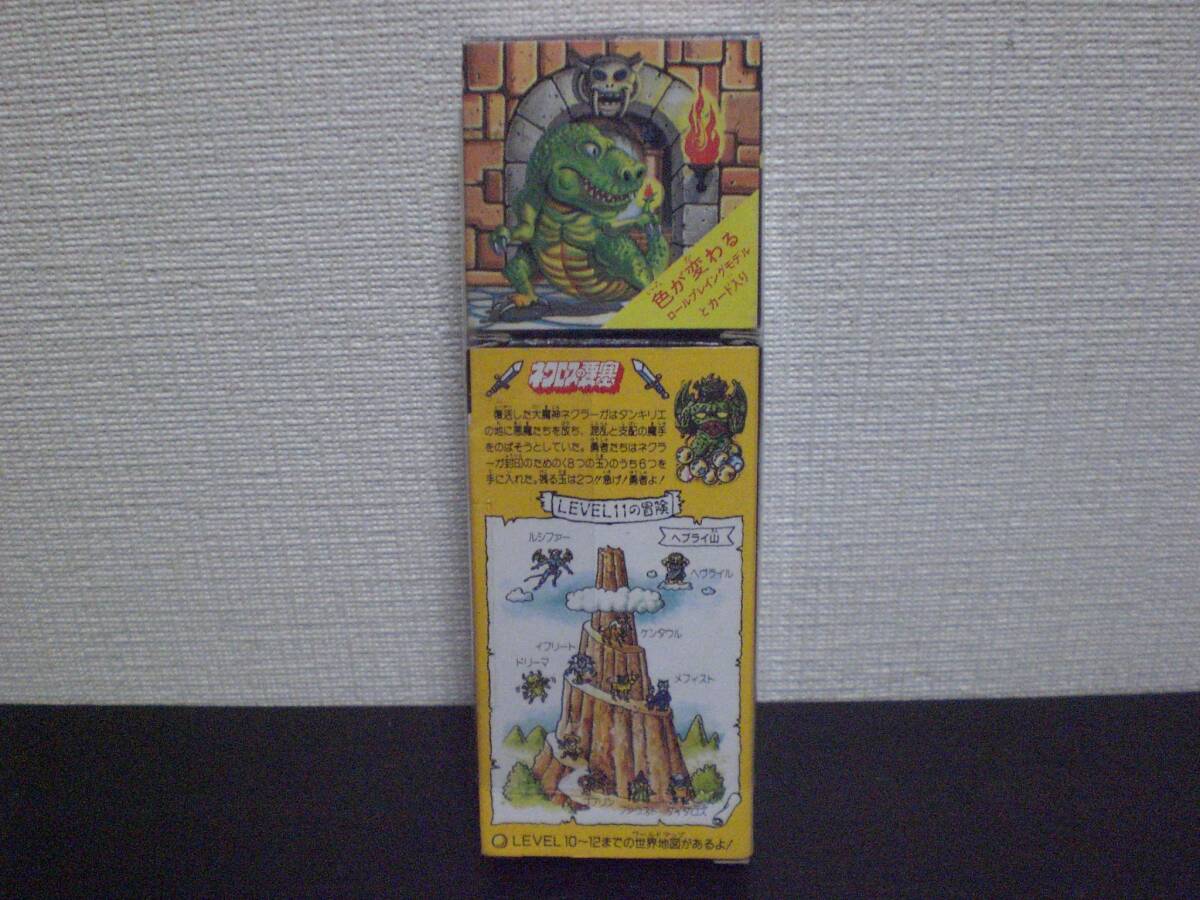 色が変わる
ロールプレイングモデル
とカード入り
ネクロスの要塞
復活した大魔神ネクラーガはタンキリエ
の地に悪魔たちを放ち、混乱と支配の魔手
をのばそうとしていた。勇者たちはネクラ
ーガ封印のための〈8つの玉〉のうち6つを
手に入れた。残る玉は2つ!!急げ!勇者よ!
LEVEL11の冒険
ルシファー
ヘブライ山
ヘヴライル
ケンタウル
イフリート
ドリーマ
メフィスト
ダイダロス
LEVEL10〜12までの世界地図があるよ!